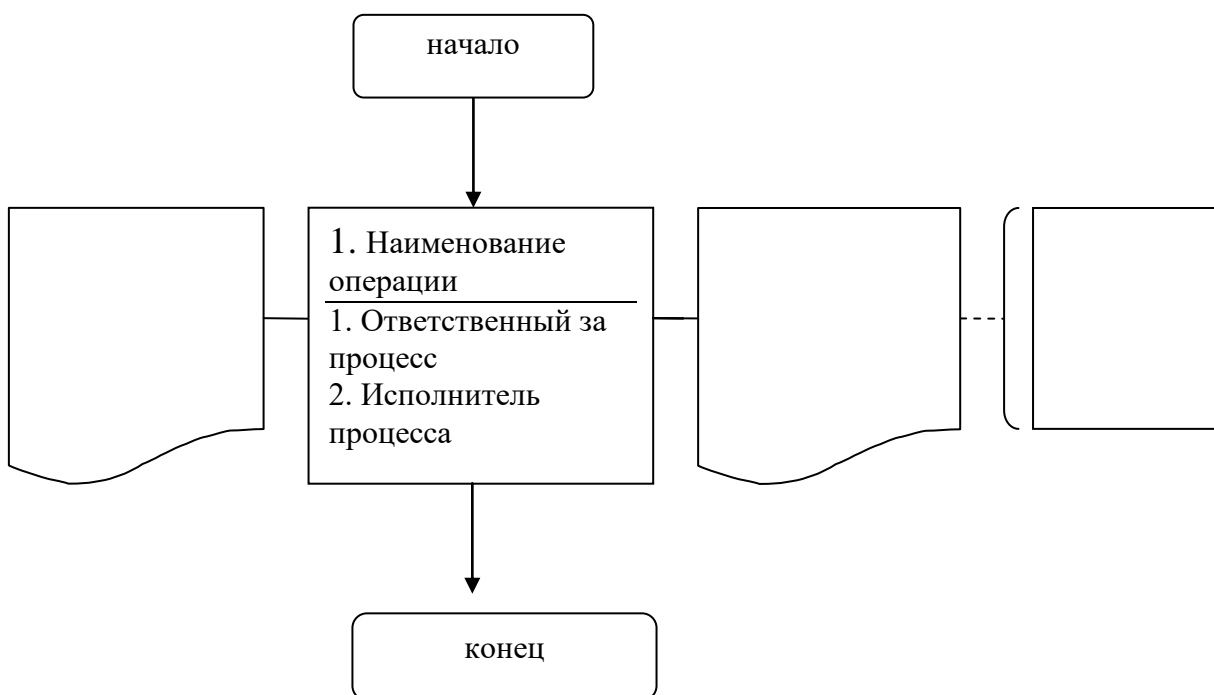 начало
1. Наименование
операции
1. Ответственный за
процесс
2. Исполнитель
процесса
конец